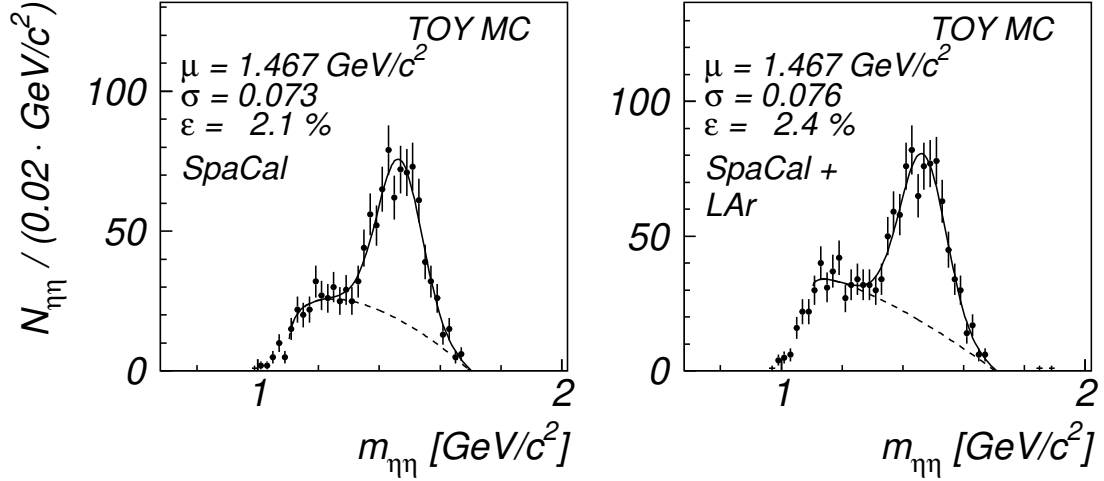 N_ηη / (0.02 · GeV/c²)
TOY MC
μ = 1.467 GeV/c²
σ = 0.073
ε = 2.1 %
SpaCal
100
50
0
1
2
m_ηη [GeV/c²]
TOY MC
μ = 1.467 GeV/c²
σ = 0.076
ε = 2.4 %
SpaCal +
LAr
100
50
0
1
2
m_ηη [GeV/c²]